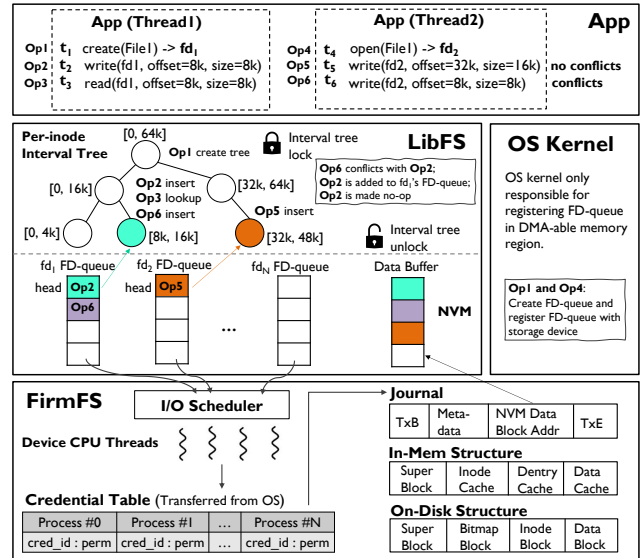 App (Thread1)
Op1 t1 create(File1) -> fd1
Op2 t2 write(fd1, offset=8k, size=8k)
Op3 t3 read(fd1, offset=8k, size=8k)
App (Thread2)
App
Op4 t4 open(File1) -> fd2
Op5 t5 write(fd2, offset=32k, size=16k) no conflicts
Op6 t6 write(fd2, offset=8k, size=8k) conflicts
Per-inode
Interval Tree
[0, 64k]
Op1 create tree
Interval tree
lock
LibFS
[0, 16k]
Op2 insert
Op3 lookup
Op6 insert
[32k, 64k]
Op5 insert
Op6 conflicts with Op2;
Op2 is added to fd1's FD-queue;
Op2 is made no-op
[0, 4k]
[8k, 16k]
[32k, 48k]
Interval tree
unlock
fd1 FD-queue
fd2 FD-queue
fdN FD-queue
Data Buffer
head
Op2
Op6
head
Op5
...
NVM
OS Kernel
OS kernel only
responsible for
registering FD-queue
in DMA-able memory
region.
Op1 and Op4:
Create FD-queue and
register FD-queue with
storage device
FirmFS
I/O Scheduler
Device CPU Threads
Credential Table (Transferred from OS)
Process #0 Process #1 ... Process #N
cred_id : perm cred_id : perm ... cred_id : perm
Journal
TxB Meta-data NVM Data Block Addr TxE
In-Mem Structure
Super Block Inode Cache Dentry Cache Data Cache
On-Disk Structure
Super Block Bitmap Block Inode Block Data Block